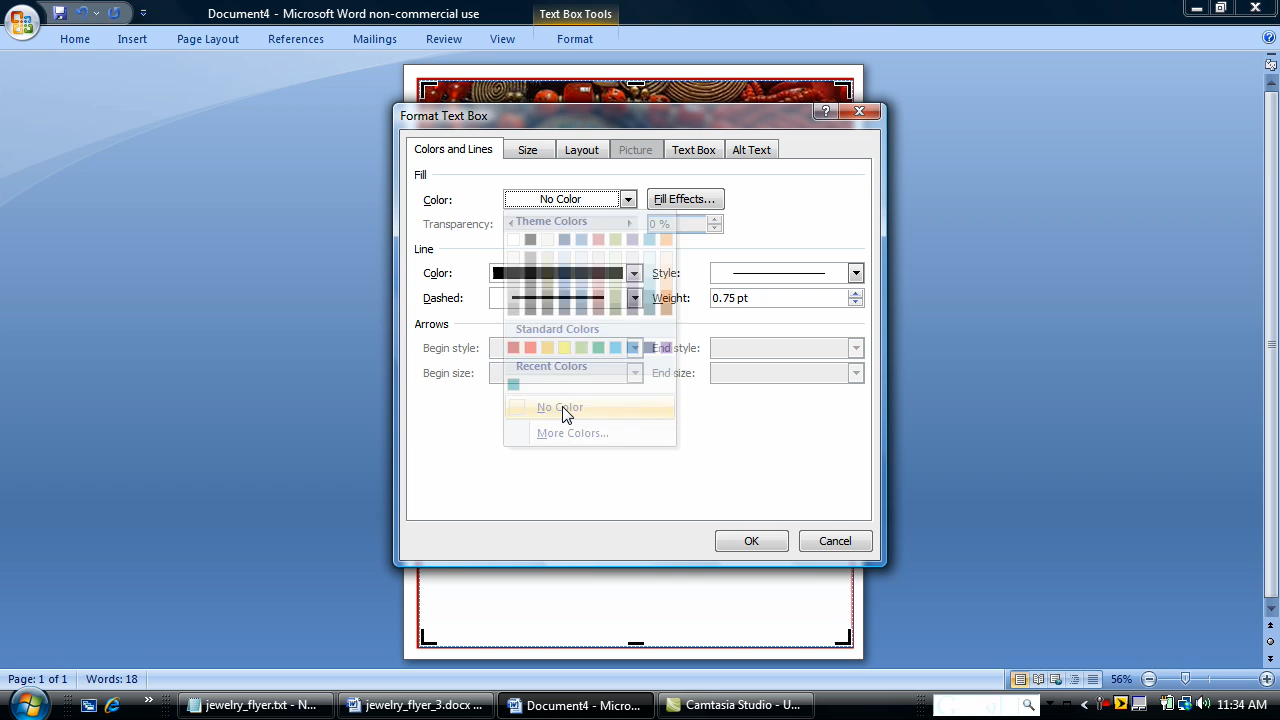 Document4 - Microsoft Word non-commercial use
Text Box Tools
Home Insert Page Layout References Mailings Review View Format
Format Text Box
Colors and Lines Size Layout Picture Text Box Alt Text
Fill
Color: No Color Fill Effects...
Transparency: 0 %
Theme Colors
Line
Color: Style:
Dashed: Weight: 0.75 pt
Arrows
Standard Colors
Begin style: End style:
Recent Colors
Begin size: End size:
No Color
More Colors...
OK Cancel
Page: 1 of 1 Words: 18 56%
jewelry_flyer.txt - N... jewelry_flyer_3.docx ... Document4 - Micros... Camtasia Studio - U... 11:34 AM